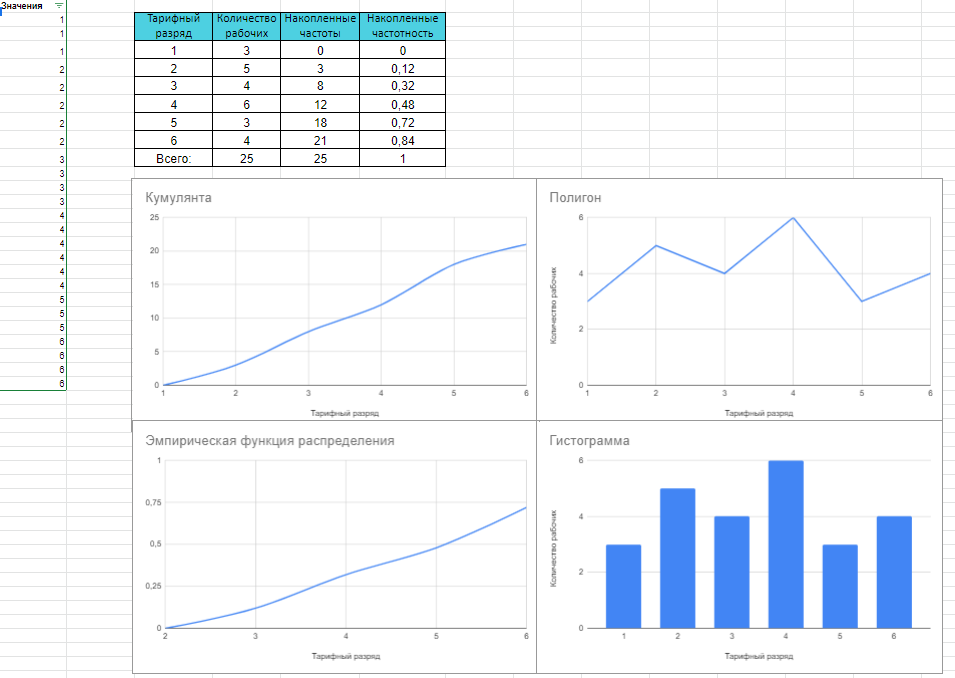 Значения
1
1
1
2
2
2
2
2
3
3
3
3
4
4
4
4
4
4
5
5
5
6
6
6
6
Тарифный разряд Количество рабочих Накопленные частоты Накопленные частотность
1 3 0 0
2 5 3 0,12
3 4 8 0,32
4 6 12 0,48
5 3 18 0,72
6 4 21 0,84
Всего: 25 25 1
Кумулянта
25
20
15
10
5
0
1 2 3 4 5 6
Тарифный разряд
Полигон
Количество рабочих
6
4
2
0
1 2 3 4 5 6
Тарифный разряд
Эмпирическая функция распределения
1
0,75
0,5
0,25
0
2 3 4 5 6
Тарифный разряд
Гистограмма
Количество рабочих
6
4
2
0
1 2 3 4 5 6
Тарифный разряд